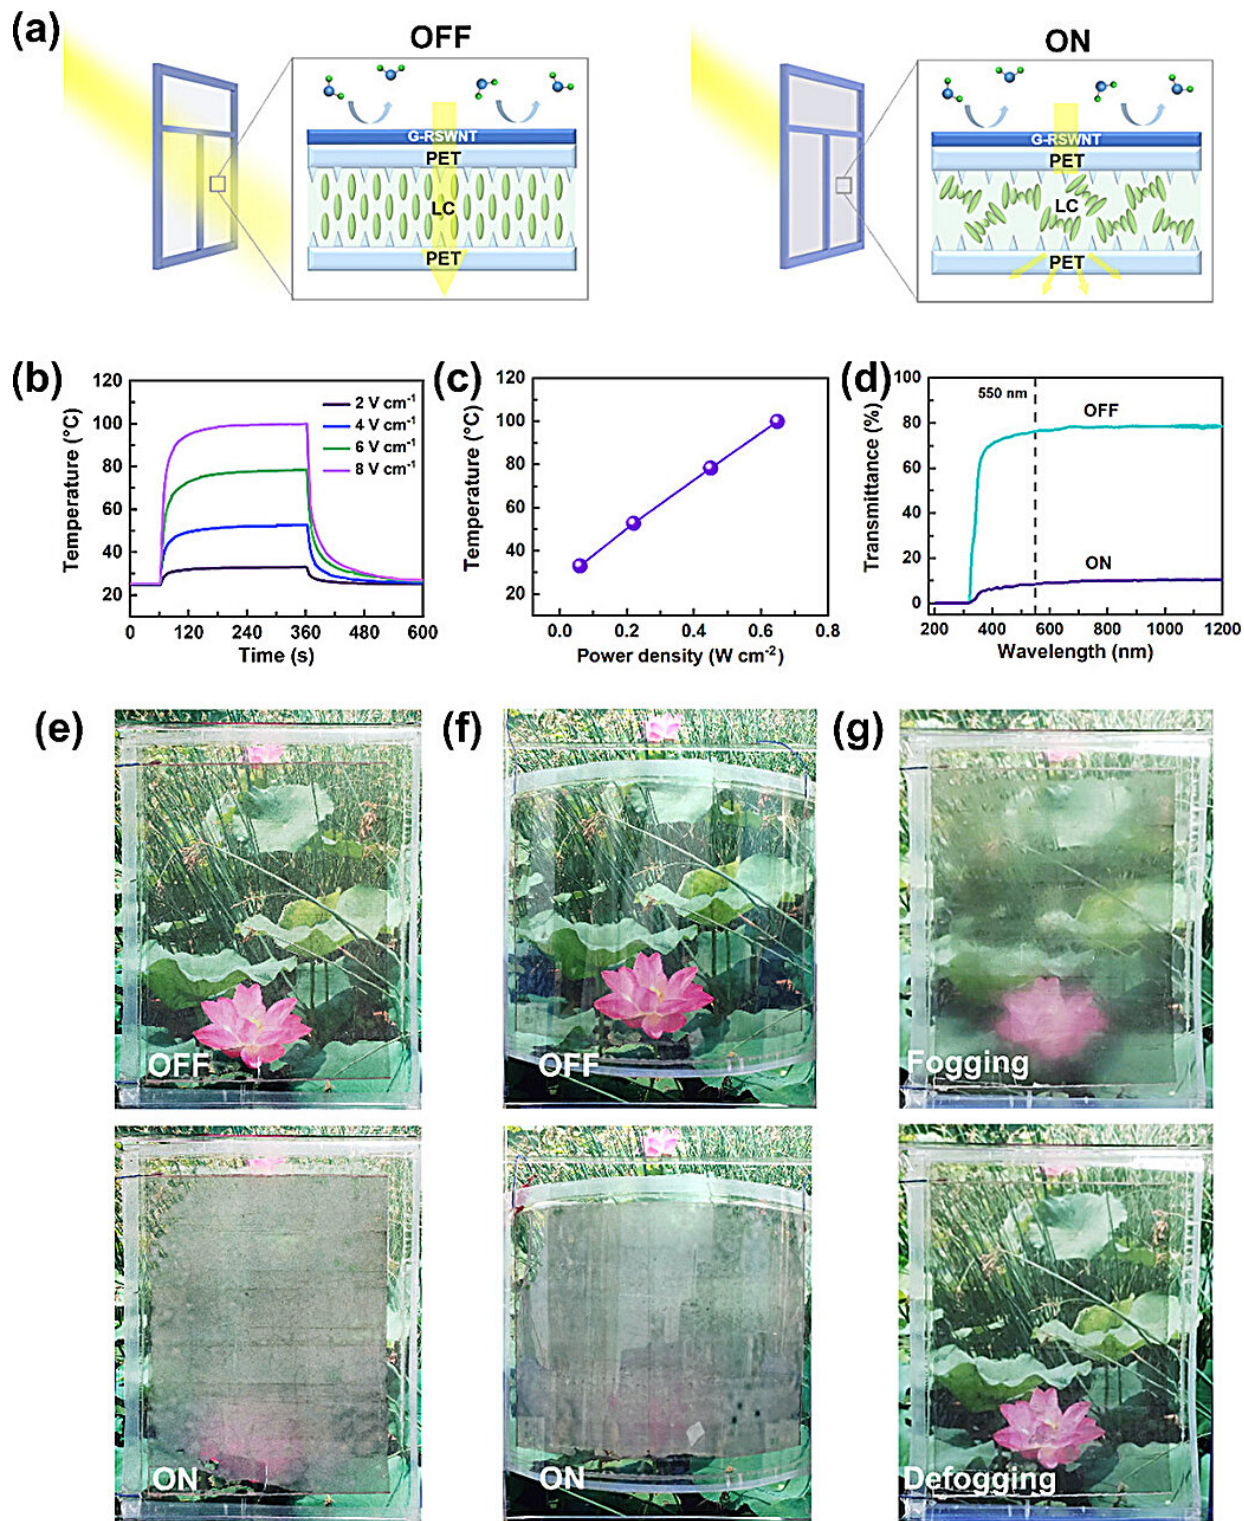 (a)
OFF
G-RSWNT
PET
LC
PET
ON
G-RSWNT
PET
LC
PET
(b)
Temperature (°C)
120
100
80
60
40
20
0 120 240 360 480 600
Time (s)
2 V cm⁻¹
4 V cm⁻¹
6 V cm⁻¹
8 V cm⁻¹
(c)
Temperature (°C)
120
100
80
60
40
20
0.0 0.2 0.4 0.6 0.8
Power density (W cm⁻²)
(d)
Transmittance (%)
100
80
60
40
20
0
200 400 600 800 1000 1200
Wavelength (nm)
550 nm
OFF
ON
(e)
OFF
ON
(f)
OFF
ON
(g)
Fogging
Defogging